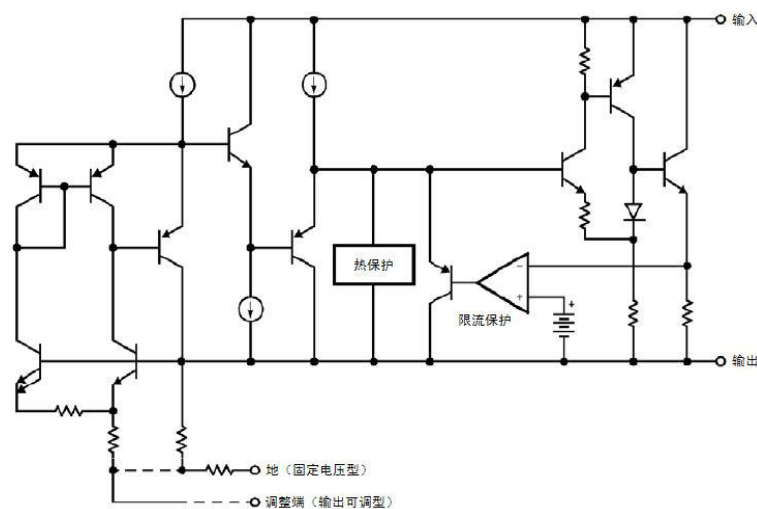 输入
热保护
限流保护
输出
地（固定电压型）
调整端（输出可调型）